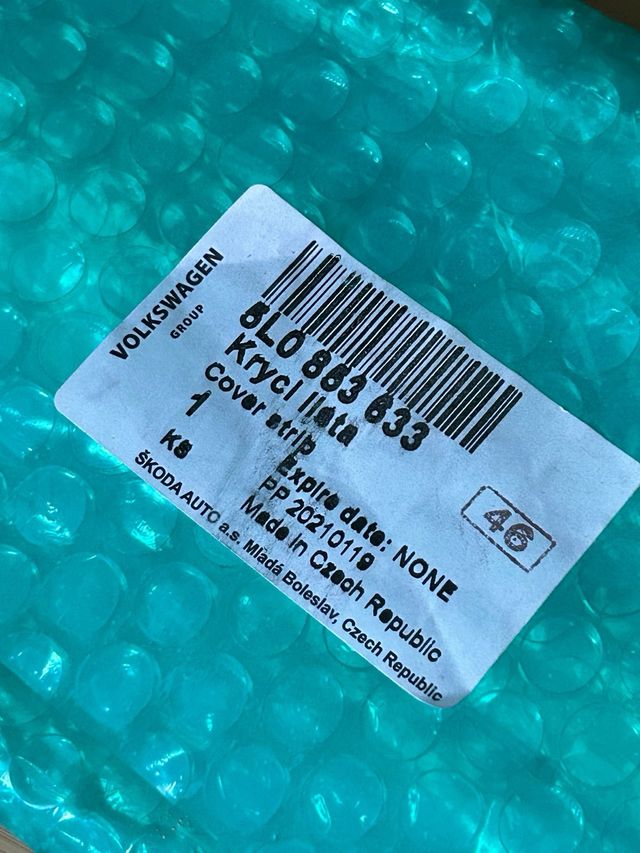 VOLKSWAGEN
GROUP
5L0 853 633
Krycí lišta
Cover strip
1
ks
Expire date: NONE
PP 20210119
Made in Czech Republic
46
ŠKODA AUTO a.s. Mladá Boleslav, Czech Republic